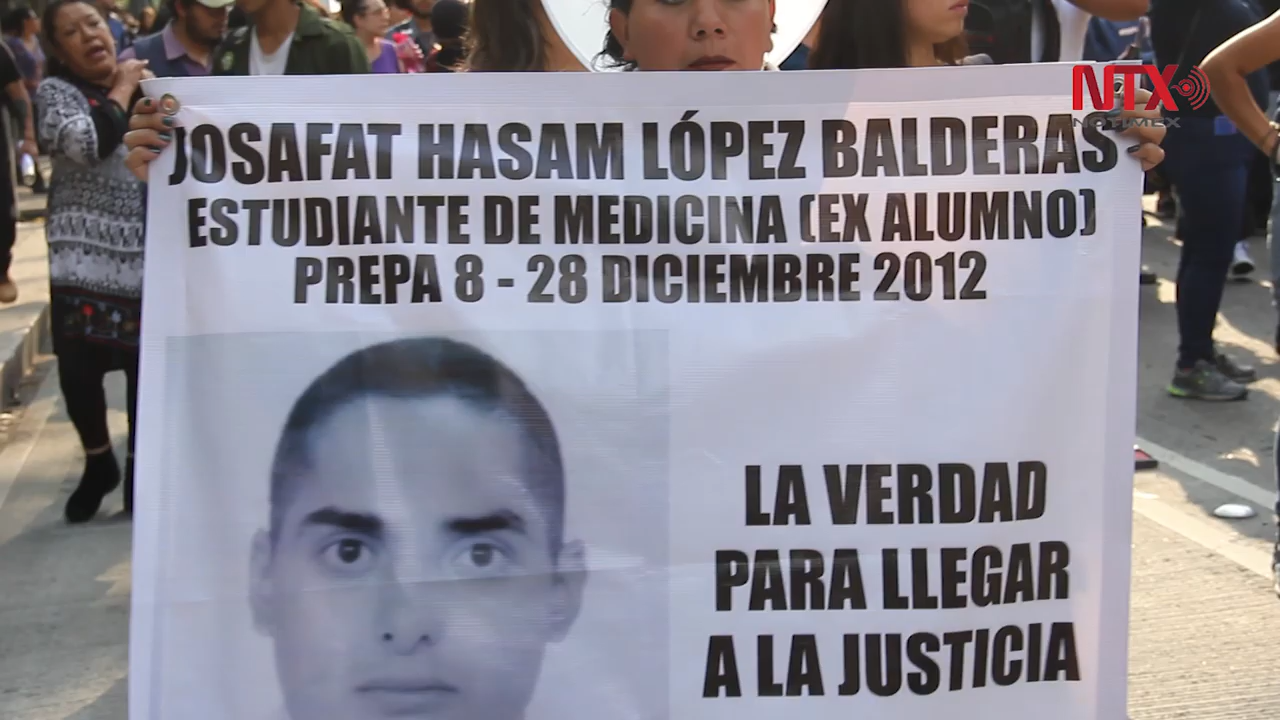 NTX
NOTIMEX
JOSAFAT HASAM LÓPEZ BALDERAS
ESTUDIANTE DE MEDICINA (EX ALUMNO)
PREPA 8 - 28 DICIEMBRE 2012
LA VERDAD
PARA LLEGAR
A LA JUSTICIA